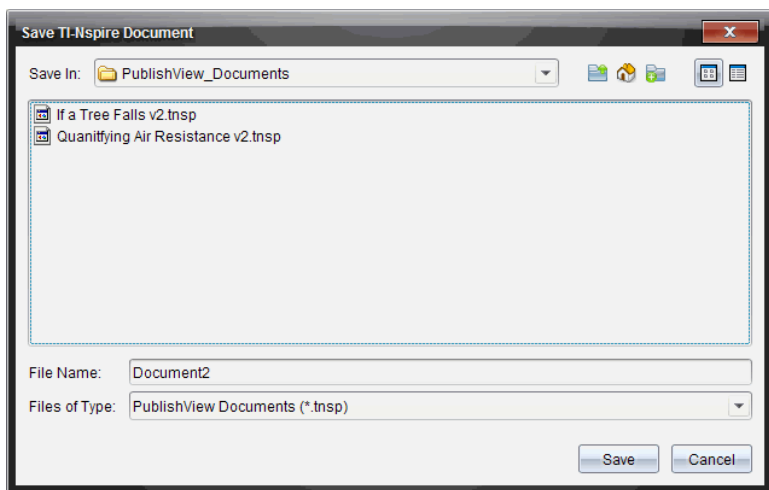 Save TI-Nspire Document
Save In: PublishView_Documents
If a Tree Falls v2.tnsp
Quanitfying Air Resistance v2.tnsp
File Name: Document2
Files of Type: PublishView Documents (*.tnsp)
Save Cancel